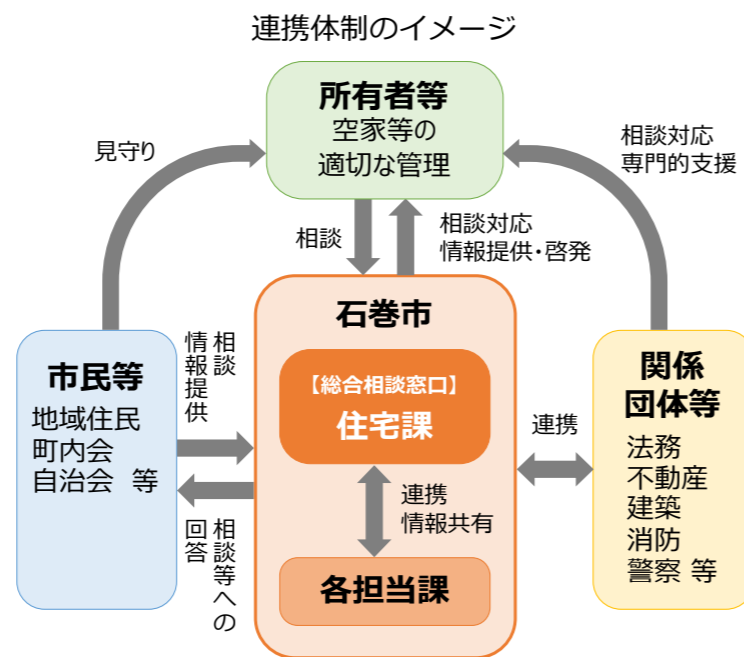 連携体制のイメージ
所有者等
空家等の
適切な管理
見守り
相談対応
専門的支援
相談
相談対応
情報提供・啓発
石巻市
【総合相談窓口】
住宅課
連携
情報共有
各担当課
市民等
地域住民
町内会
自治会 等
相談
情報提供
相談等への
回答
連携
関係
団体等
法務
不動産
建築
消防
警察 等